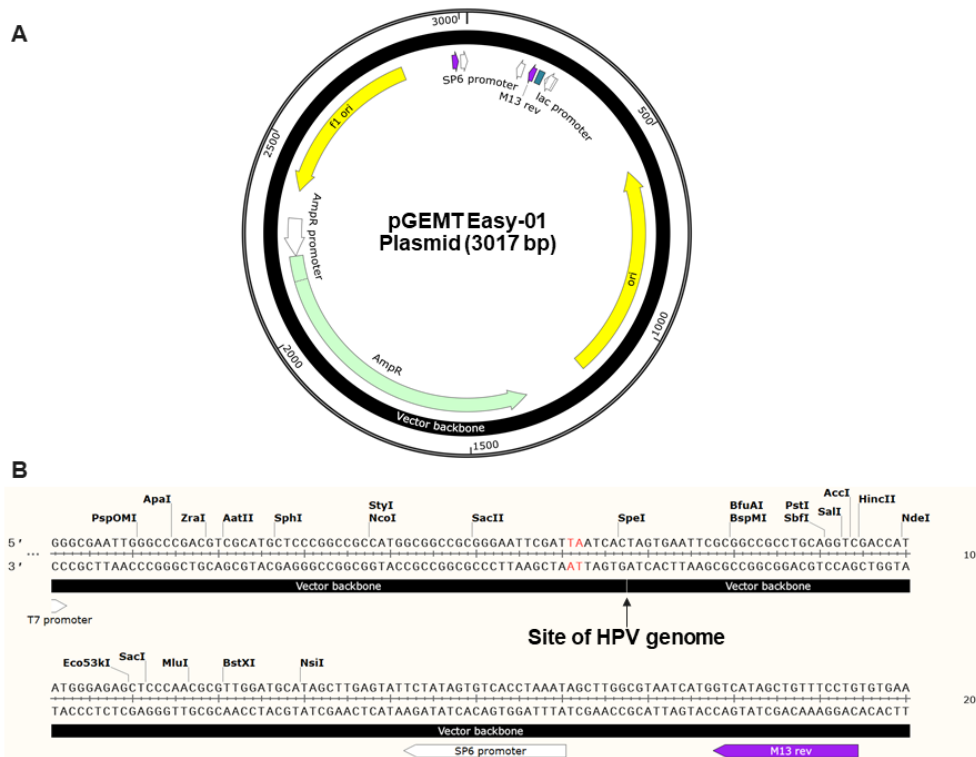 A
3000
SP6 promoter
M13 rev
lac promoter
f1 ori
500
2500
AmpR promoter
pGEMTEasy-01
Plasmid (3017 bp)
ori
1000
2000
AmpR
Vector backbone
1500
B
ApaI StyI BfuAI PstI AccI HincII
PspOMI ZraI AatII SphI NcoI SacII SpeI BspMI SbfI SalI NdeI
5' GGGCGAATTGGGCCCGACGTCGCATGCTCCCGGCCGCCATGGCGGCCGCGGGAATTCGATTAATCACTAGTGAATTCGCGGCCGCCTGCAGGTCGACCAT
... 10
3' CCCGCTTAACCCGGGCTGCAGCGTACGAGGGCCGGCGGTACCGCCGGCGCCCTTAAGCTAATTAGTGATCACTTAAGCGCCGGCGGACGTCCAGCTGGTA
Vector backbone Vector backbone
T7 promoter
Site of HPV genome
Eco53kI SacI MluI BstXI NsiI
ATGGGAGAGCTCCCAACGCGTTGGATGCATAGCTTGAGTATTCTATAGTGTCACCTAAATAGCTTGGCGTAATCATGGTCATAGCTGTTTCCTGTGTGAA
20
TACCCTCTCGAGGGTTGCGCAACCTACGTATCGAACTCATAAGATATCACAGTGGATTTATCGAACCGCATTAGTACCAGTATCGACAAAGGACACACTT
Vector backbone
SP6 promoter M13 rev